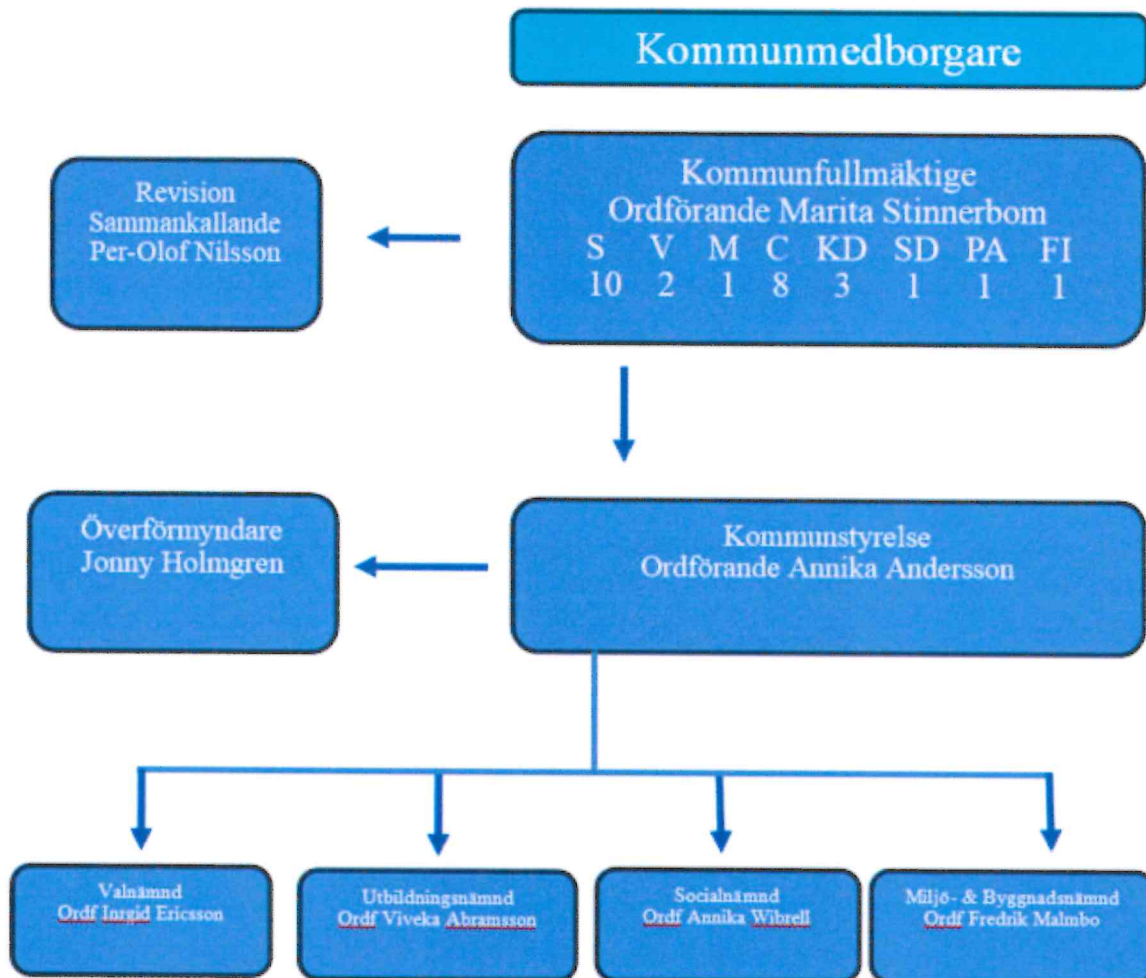 Kommunmedborgare
Kommunfullmäktige
Ordförande Marita Stinnerbom
S V M C KD SD PA FI
10 2 1 8 3 1 1 1
Revision
Sammankallande
Per-Olof Nilsson
Överförmyndare
Jonny Holmgren
Kommunstyrelse
Ordförande Annika Andersson
Valnämnd
Ordf Inrgid Ericsson
Utbildningsnämnd
Ordf Viveka Abramsson
Socialnämnd
Ordf Annika Wibrell
Miljö- & Byggnadsnämnd
Ordf Fredrik Malmbo